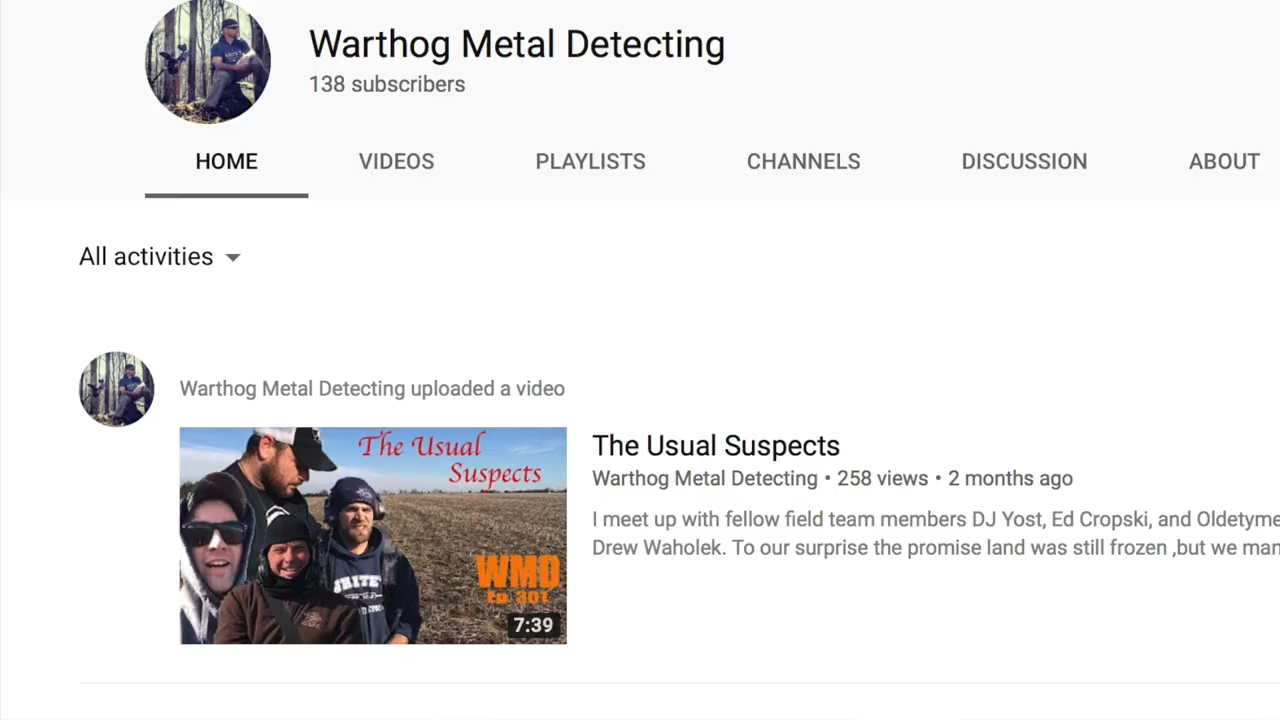 Warthog Metal Detecting
138 subscribers
HOME VIDEOS PLAYLISTS CHANNELS DISCUSSION ABOUT
All activities
Warthog Metal Detecting uploaded a video
The Usual
Suspects
WMD
Ep. 301
7:39
WHITE'S
The Usual Suspects
Warthog Metal Detecting • 258 views • 2 months ago
I meet up with fellow field team members DJ Yost, Ed Cropski, and Oldetyme
Drew Waholek. To our surprise the promise land was still frozen ,but we man